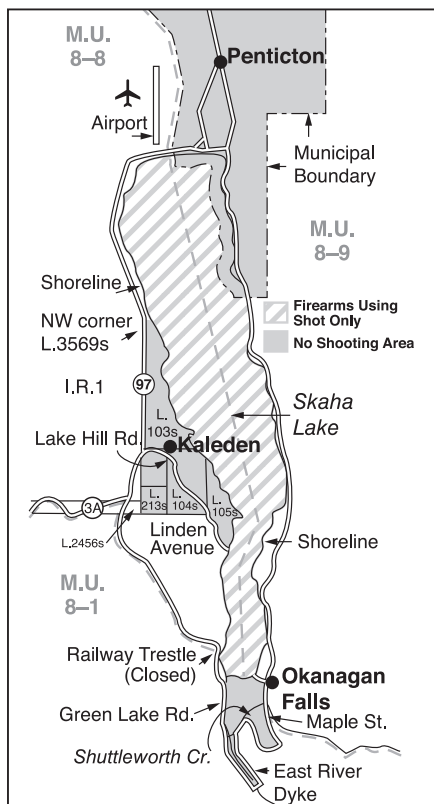 M.U.
8–8
Penticton
Airport
Municipal
Boundary
M.U.
8–9
Shoreline
Firearms Using
Shot Only
No Shooting Area
NW corner
L.3569s
97
I.R.1
L.
103s
Skaha
Lake
Lake Hill Rd.
Kaleden
3A
L.
213s
L.
104s
L.
105s
L.2456s
Linden
Avenue
Shoreline
M.U.
8–1
Railway Trestle
(Closed)
Okanagan
Falls
Green Lake Rd.
Maple St.
Shuttleworth Cr.
East River
Dyke